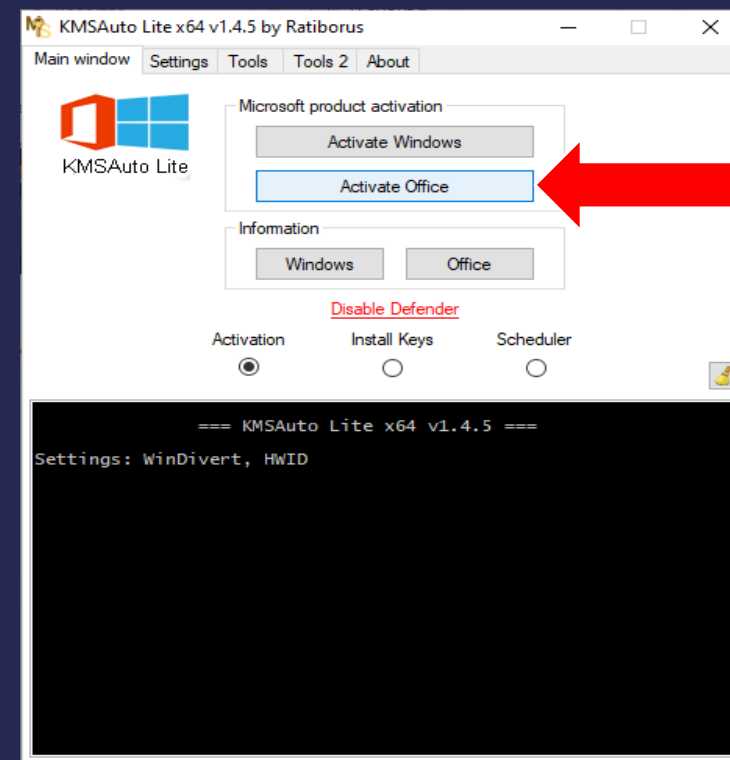 KMSAuto Lite x64 v1.4.5 by Ratiborus
Main window Settings Tools Tools 2 About
Microsoft product activation
Activate Windows
KMSAuto Lite
Activate Office
Information
Windows Office
Disable Defender
Activation Install Keys Scheduler
=== KMSAuto Lite x64 v1.4.5 ===
Settings: WinDivert, HWID